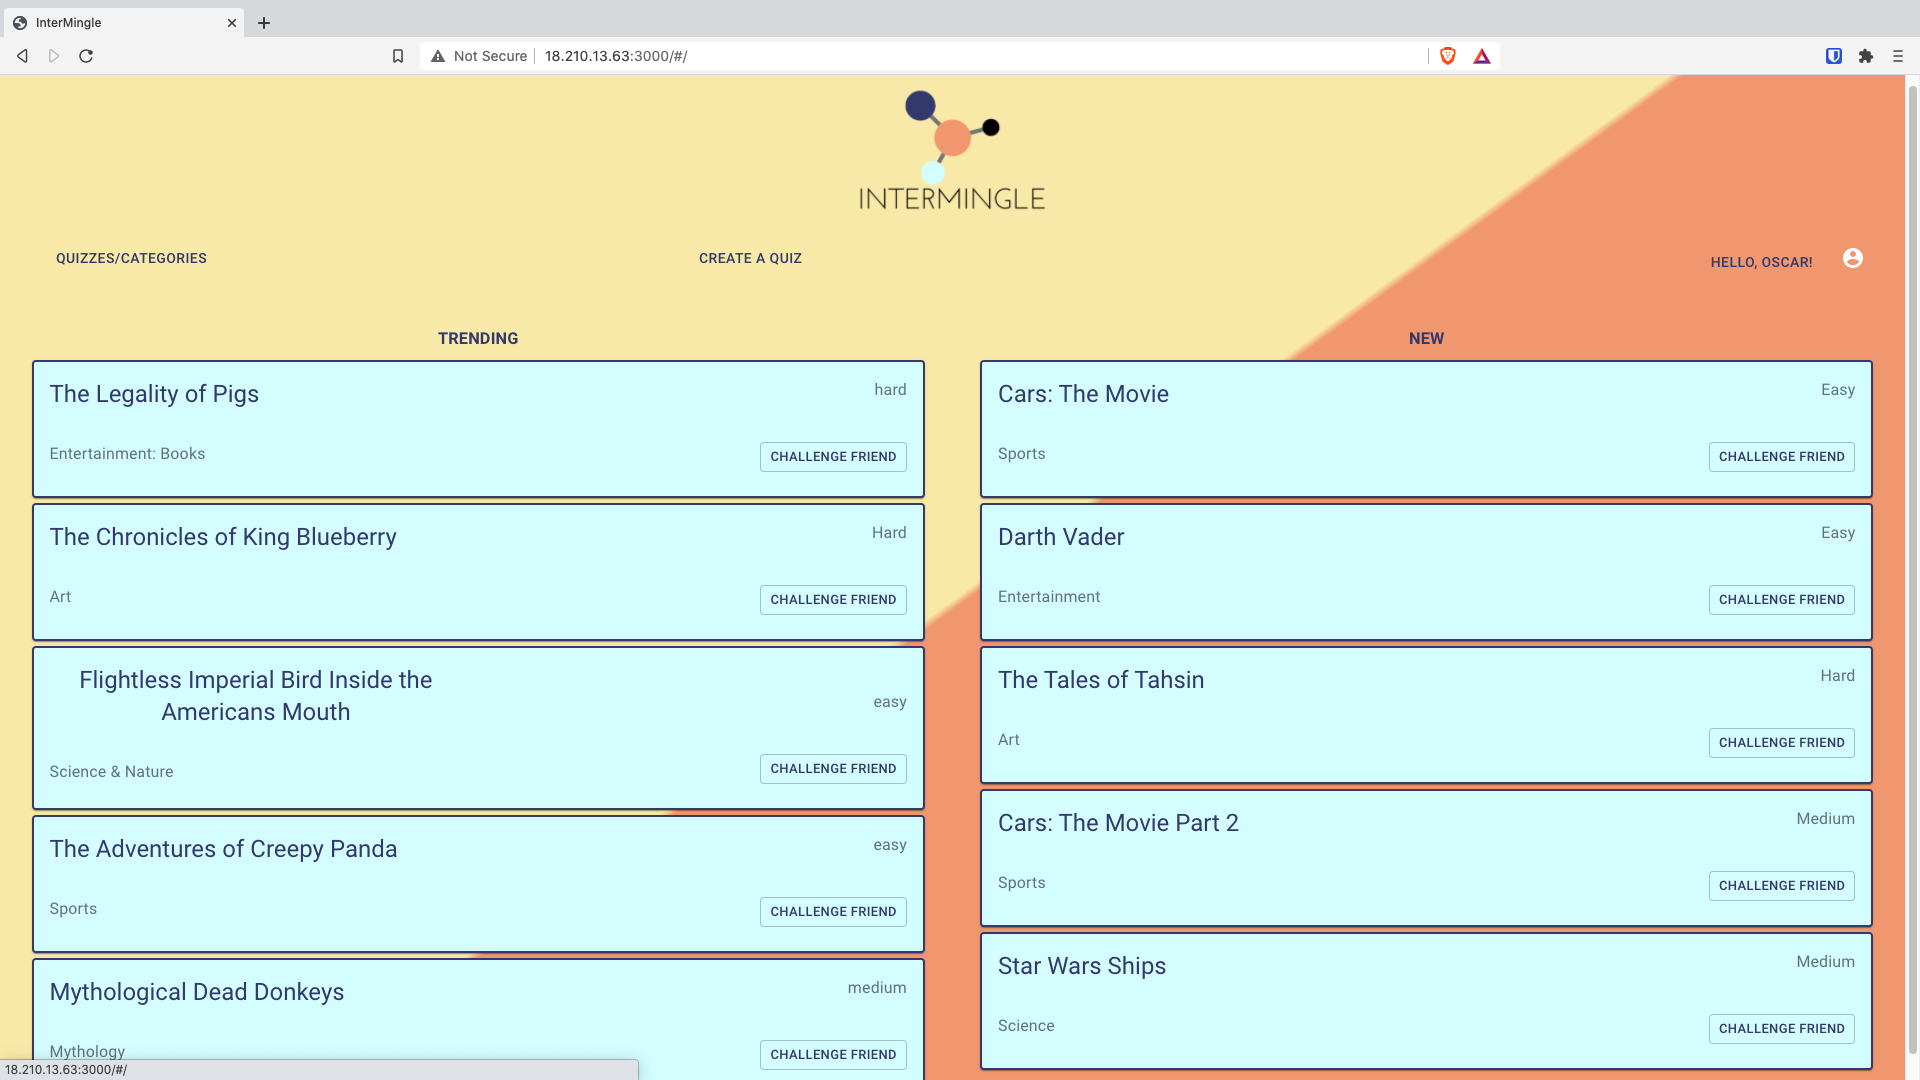 InterMingle
Not Secure
18.210.13.63:3000/#/
INTERMINGLE
QUIZZES/CATEGORIES
CREATE A QUIZ
HELLO, OSCAR!
TRENDING
The Legality of Pigs
hard
Entertainment: Books
CHALLENGE FRIEND
The Chronicles of King Blueberry
Hard
Art
CHALLENGE FRIEND
Flightless Imperial Bird Inside the
Americans Mouth
easy
Science & Nature
CHALLENGE FRIEND
The Adventures of Creepy Panda
easy
Sports
CHALLENGE FRIEND
Mythological Dead Donkeys
medium
Mythology
CHALLENGE FRIEND
NEW
Cars: The Movie
Easy
Sports
CHALLENGE FRIEND
Darth Vader
Easy
Entertainment
CHALLENGE FRIEND
The Tales of Tahsin
Hard
Art
CHALLENGE FRIEND
Cars: The Movie Part 2
Medium
Sports
CHALLENGE FRIEND
Star Wars Ships
Medium
Science
CHALLENGE FRIEND
18.210.13.63:3000/#/